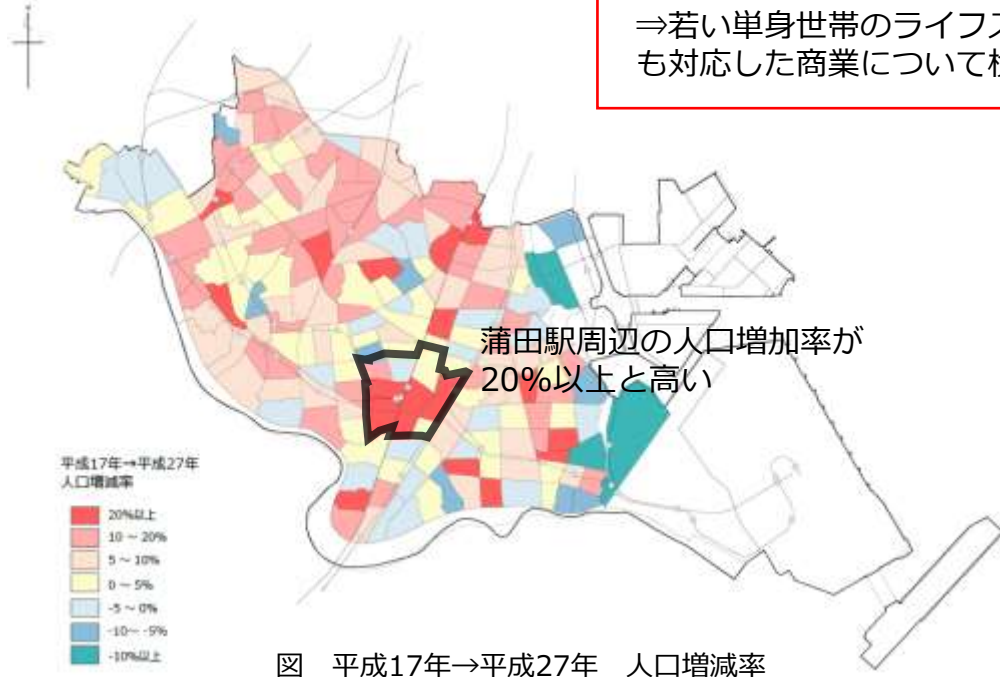 ⇒若い単身世帯のライフス
も対応した商業について
蒲田駅周辺の人口増加率が
20%以上と高い
平成17年→平成27年
人口増減率
20%以上
10 ~ 20%
5 ~ 10%
0 ~ 5%
-5 ~ 0%
-10~ -5%
-10%以上
図 平成17年→平成27年 人口増減率